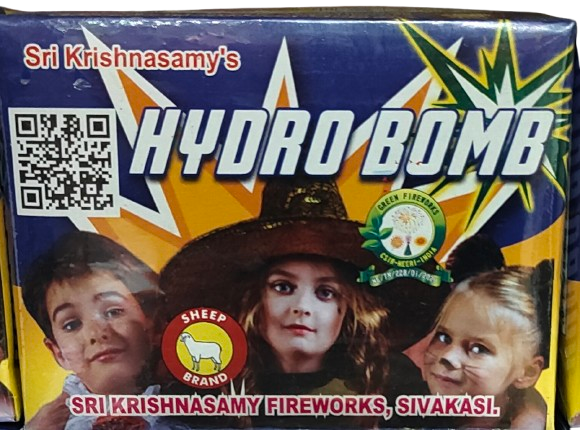 Sri Krishnasamy's
HYDRO BOMB
GREEN FIREWORKS
CSIR-NEERI-INDIA
SHEEP
BRAND
SRI KRISHNASAMY FIREWORKS, SIVAKASI.